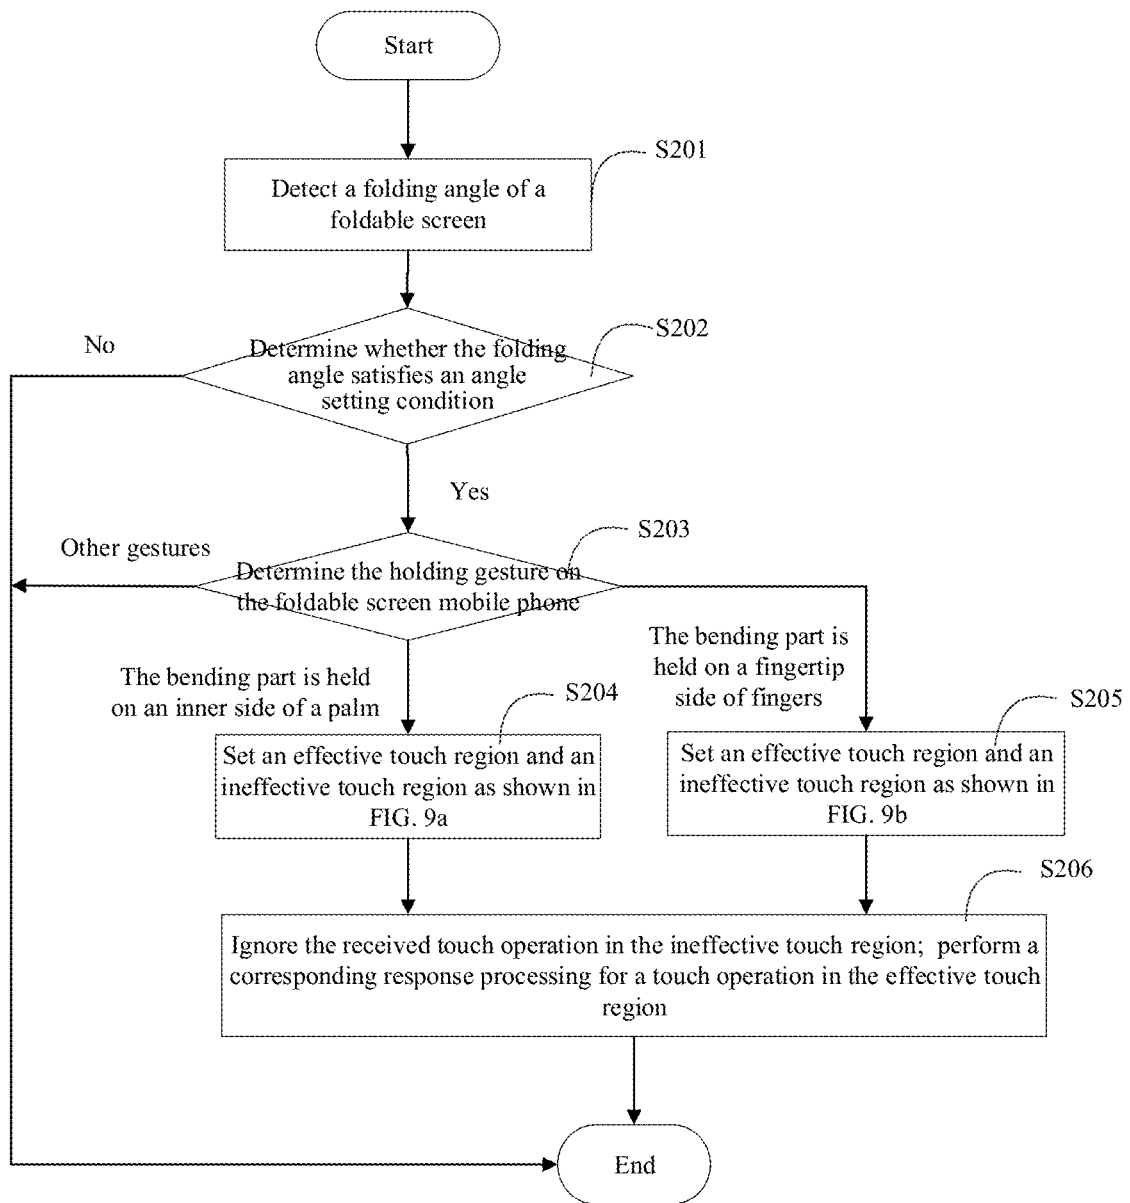 Start
S201
Detect a folding angle of a
foldable screen
S202
No
Determine whether the folding
angle satisfies an angle
setting condition
Yes
S203
Other gestures
Determine the holding gesture on
the foldable screen mobile phone
The bending part is
held on a fingertip
side of fingers
The bending part is held
on an inner side of a palm
S204
S205
Set an effective touch region and an
ineffective touch region as shown in
FIG. 9a
Set an effective touch region and an
ineffective touch region as shown in
FIG. 9b
S206
Ignore the received touch operation in the ineffective touch region; perform a
corresponding response processing for a touch operation in the effective touch
region
End